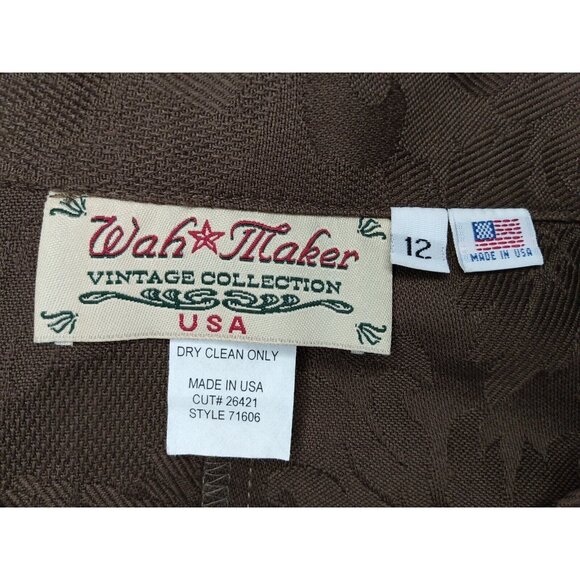 Wah Maker
VINTAGE COLLECTION
USA
12
MADE IN USA
DRY CLEAN ONLY
MADE IN USA
CUT# 26421
STYLE 71606